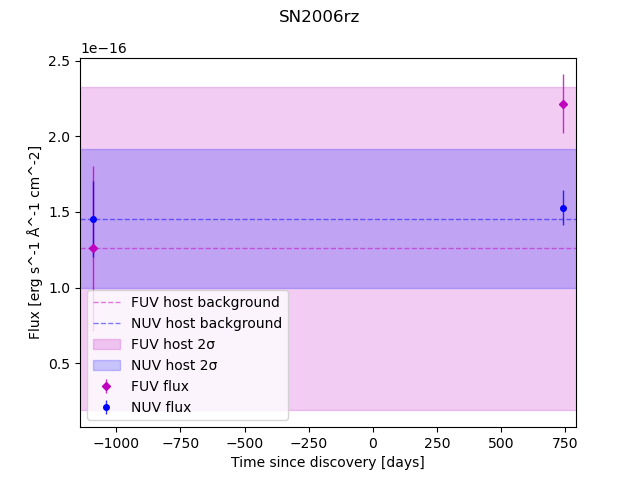 SN2006rz
1e−16
2.5
2.0
1.5
1.0
0.5
Flux [erg s^-1 Å^-1 cm^-2]
FUV host background
NUV host background
FUV host 2σ
NUV host 2σ
FUV flux
NUV flux
−1000 −750 −500 −250 0 250 500 750
Time since discovery [days]